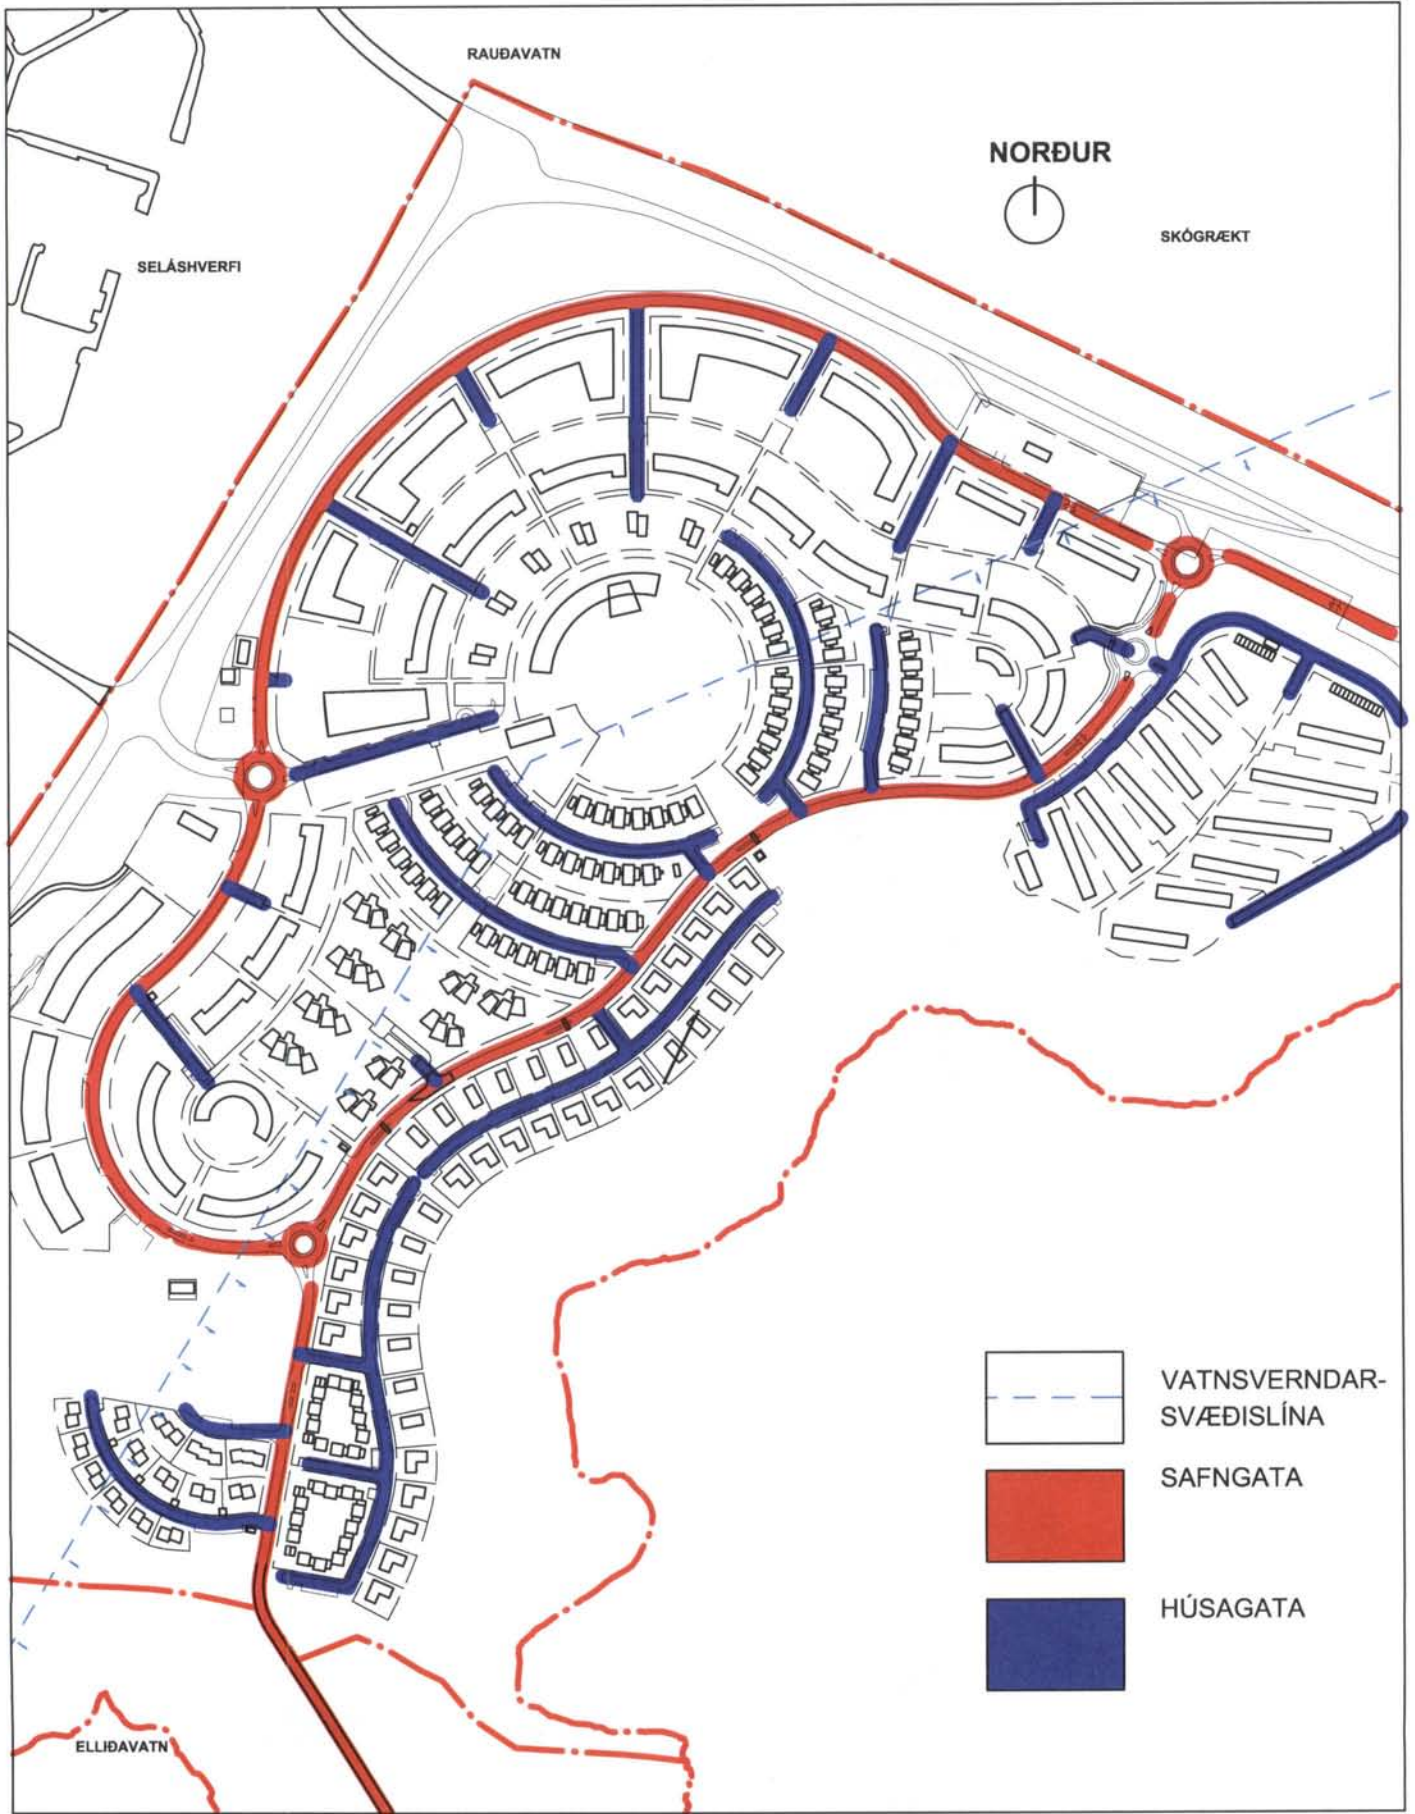 RAUÐAVATN
NORÐUR
SKÓGRÆKT
SELÁSHVERFI
VATNSVERNDAR-
SVÆÐISLÍNA
SAFNGATA
HÚSAGATA
ELLIÐAVATN